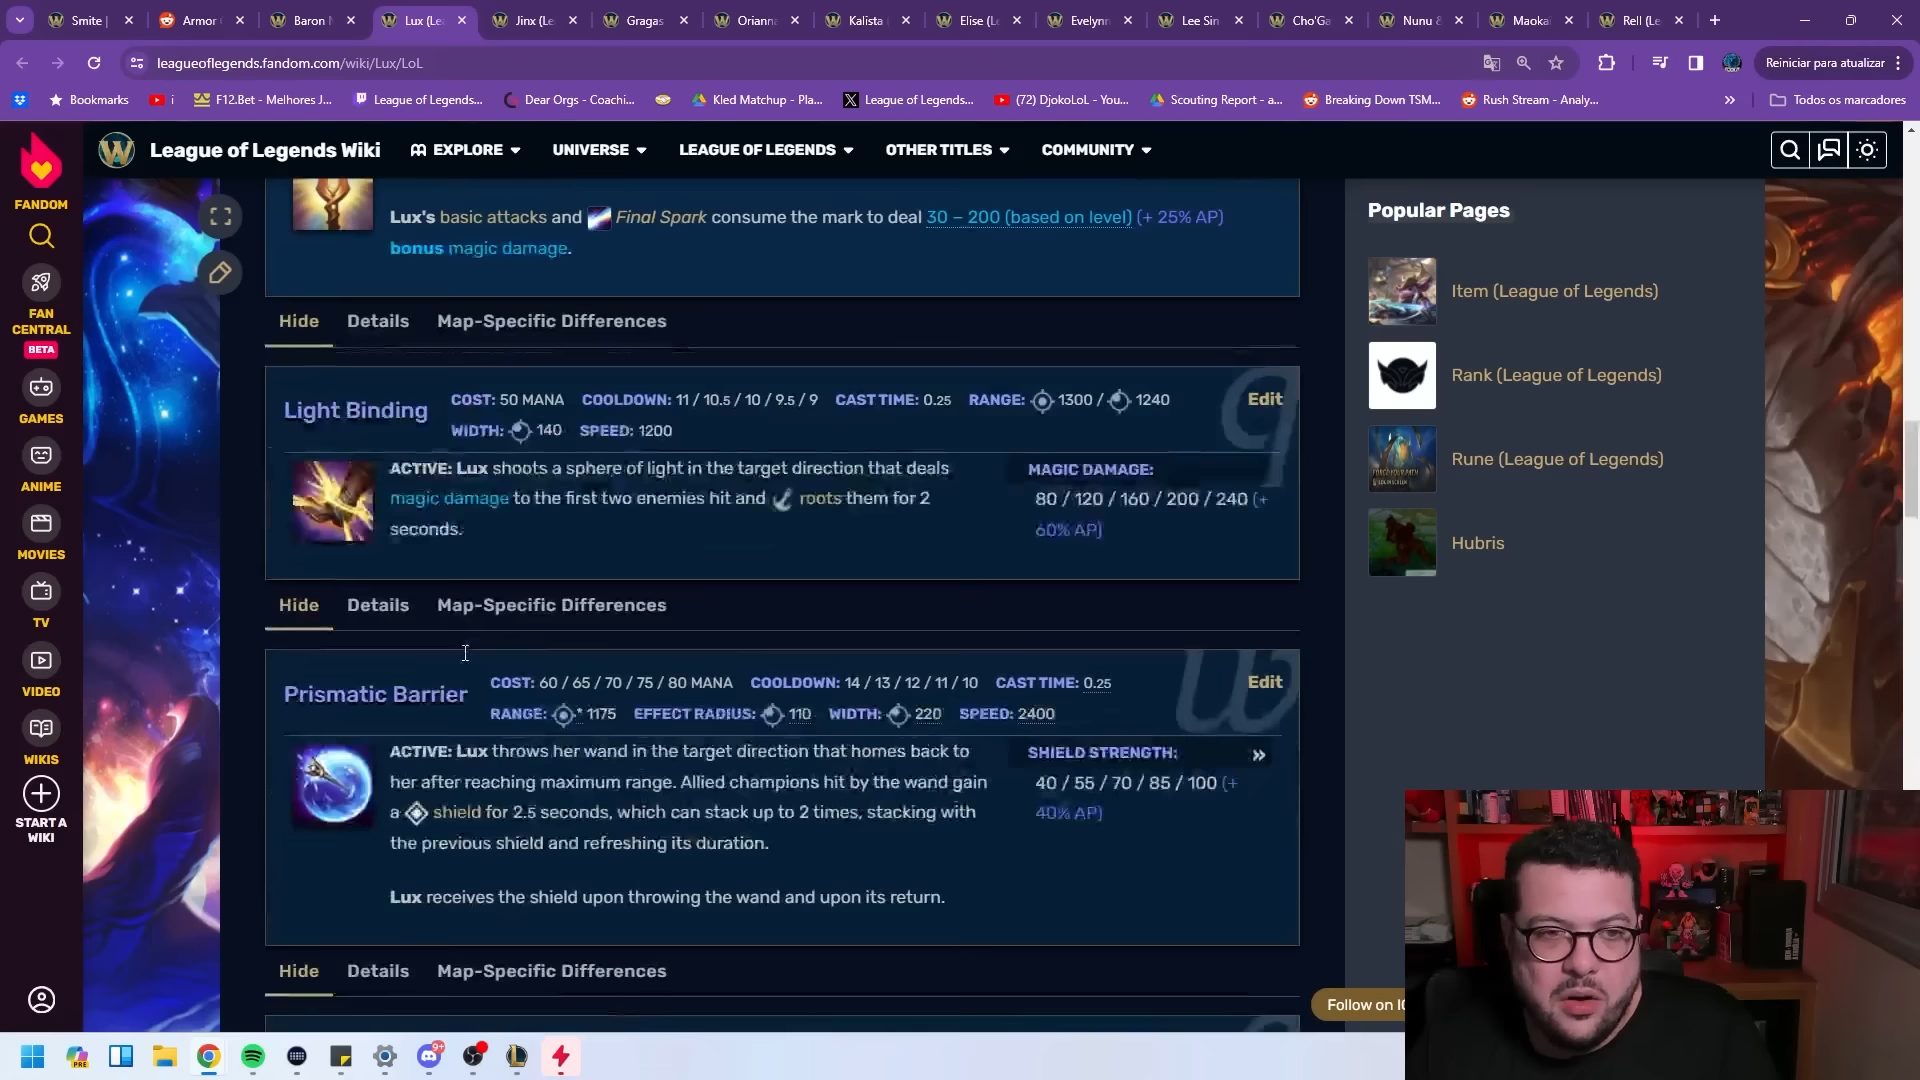 Smite |
Armor
Baron N
Lux (Le
Jinx (Le
Gragas
Orianna
Kalista
Elise (L
Evelynn
Lee Sin
Cho'Ga
Nunu &
Maokai
Rell (Le
leagueoflegends.fandom.com/wiki/Lux/LoL
Reiniciar para atualizar
Bookmarks
i
F12.Bet - Melhores J...
League of Legends...
Dear Orgs - Coachi...
Kled Matchup - Pla...
League of Legends...
(72) DjokoLoL - You...
Scouting Report - a...
Breaking Down TSM...
Rush Stream - Analy...
»
Todos os marcadores
FANDOM
FAN
CENTRAL
BETA
GAMES
ANIME
MOVIES
TV
VIDEO
WIKIS
START A
WIKI
League of Legends Wiki
EXPLORE
UNIVERSE
LEAGUE OF LEGENDS
OTHER TITLES
COMMUNITY
Lux's basic attacks and Final Spark consume the mark to deal 30 – 200 (based on level) (+ 25% AP)
bonus magic damage.
Hide Details Map-Specific Differences
Light Binding
COST: 50 MANA COOLDOWN: 11 / 10.5 / 10 / 9.5 / 9 CAST TIME: 0.25 RANGE: 1300 / 1240
WIDTH: 140 SPEED: 1200
Edit
q
ACTIVE: Lux shoots a sphere of light in the target direction that deals
magic damage to the first two enemies hit and roots them for 2
seconds.
MAGIC DAMAGE:
80 / 120 / 160 / 200 / 240 (+
60% AP)
Hide Details Map-Specific Differences
Prismatic Barrier
COST: 60 / 65 / 70 / 75 / 80 MANA COOLDOWN: 14 / 13 / 12 / 11 / 10 CAST TIME: 0.25
RANGE: * 1175 EFFECT RADIUS: 110 WIDTH: 220 SPEED: 2400
Edit
w
ACTIVE: Lux throws her wand in the target direction that homes back to
her after reaching maximum range. Allied champions hit by the wand gain
a shield for 2.5 seconds, which can stack up to 2 times, stacking with
the previous shield and refreshing its duration.
Lux receives the shield upon throwing the wand and upon its return.
SHIELD STRENGTH: »
40 / 55 / 70 / 85 / 100 (+
40% AP)
Hide Details Map-Specific Differences
Popular Pages
Item (League of Legends)
Rank (League of Legends)
Rune (League of Legends)
Hubris
Follow on IG
PRE
9+